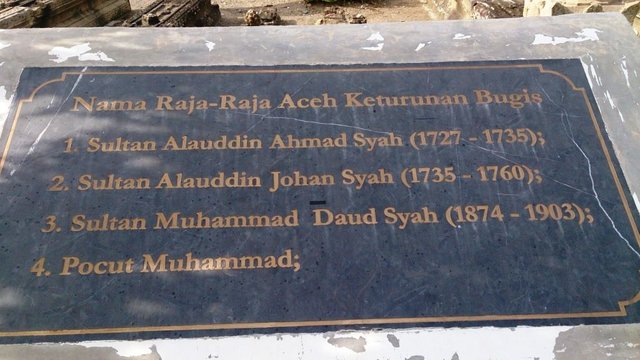 Nama Raja-Raja Aceh Keturunan Bugis
1. Sultan Alauddin Ahmad Syah (1727 - 1735);
2. Sultan Alauddin Johan Syah (1735 - 1760);
3. Sultan Muhammad Daud Syah (1874 - 1903);
4. Pocut Muhammad;